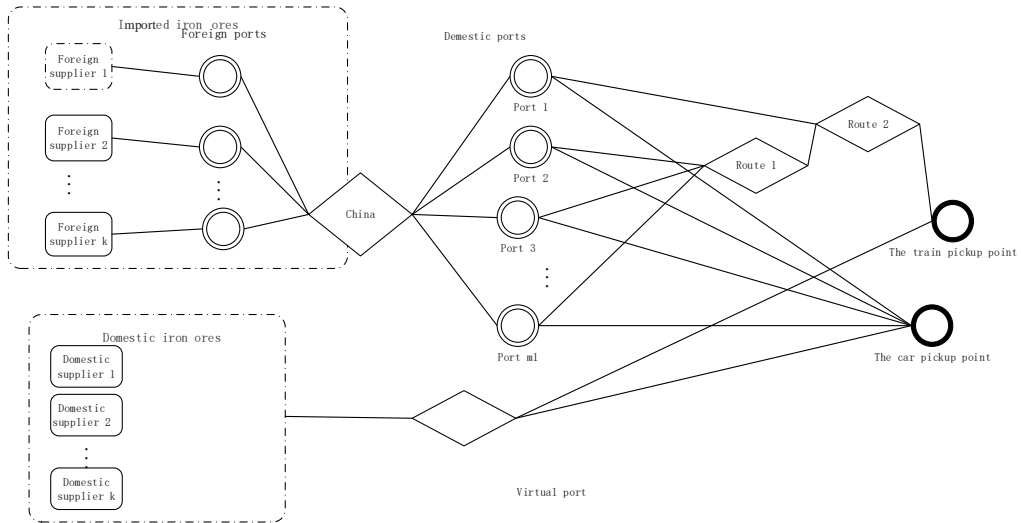 Imported iron ores
Foreign ports
Demestic ports
Foreign
supplier 1
Port 1
Foreign
supplier 2
Port 2
Route 2
Route 1
Foreign
supplier k
China
Port 3
The train pickup point
Domestic iron ores
Port m1
The car pickup point
Domestic
supplier 1
Domestic
supplier 2
Domestic
supplier k
Virtual port